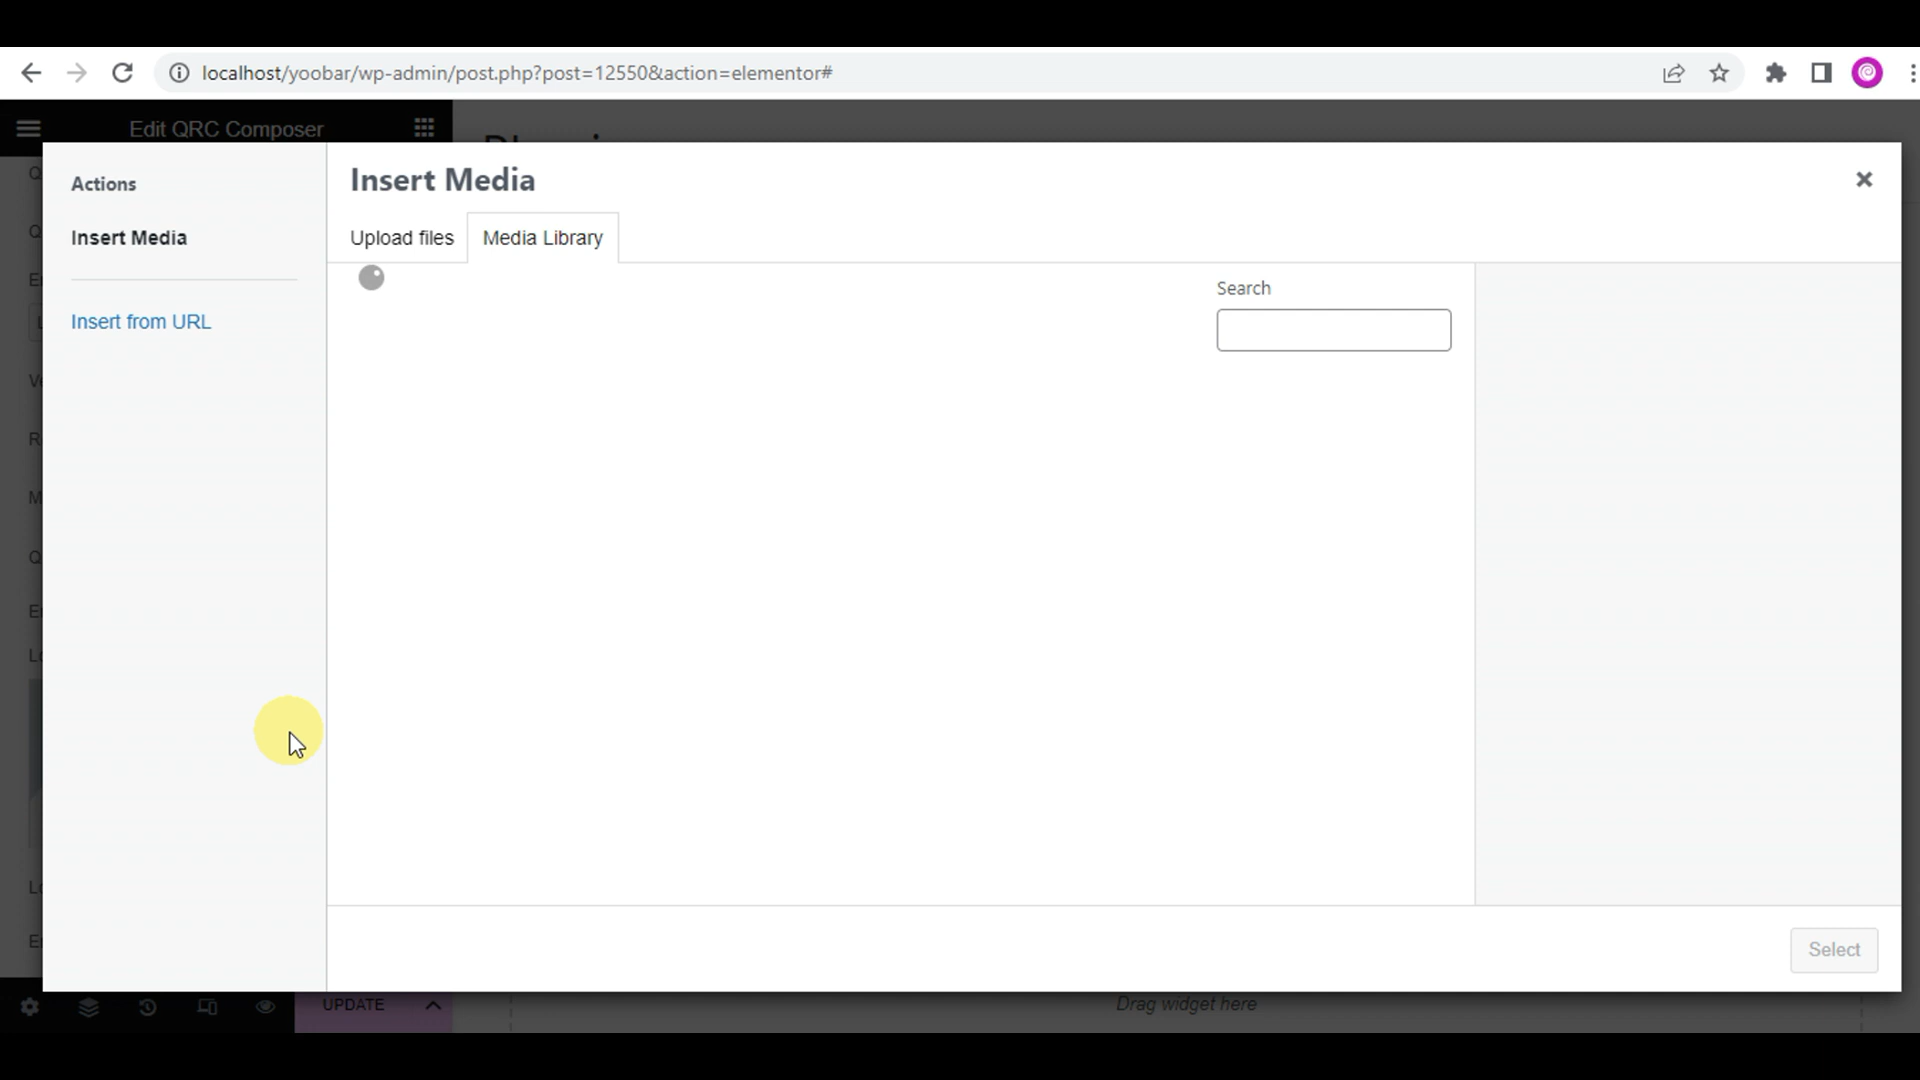 localhost/yoobar/wp-admin/post.php?post=12550&action=elementor#
Edit QRC Composer
Actions
Insert Media
Insert from URL
Insert Media
Upload files
Media Library
Search
Select
UPDATE
Drag widget here